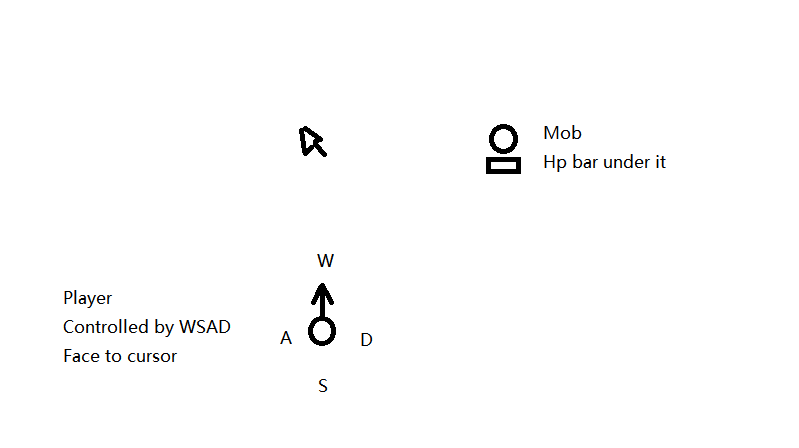 Mob
Hp bar under it
W
Player
Controlled by WSAD
Face to cursor
A
D
S